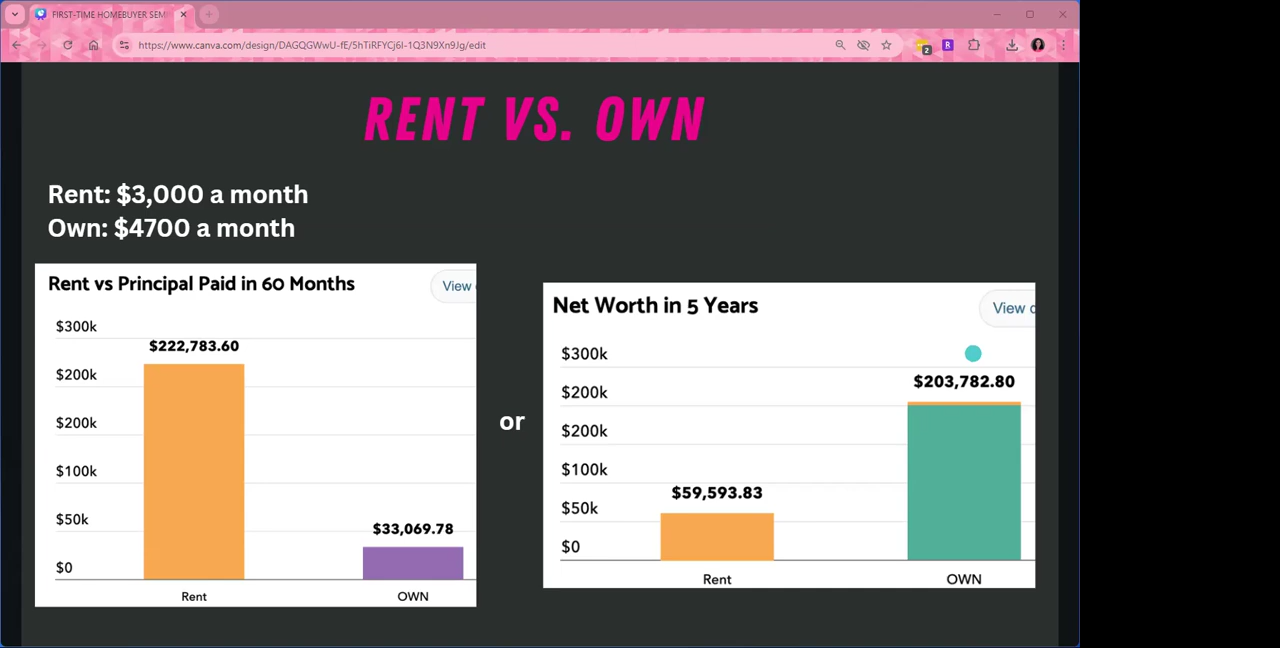 FIRST-TIME HOMEBUYER SEM
https://www.canva.com/design/DAGQGWwU-fE/5hTiRFYCj6I-1Q3N9Xn9Jg/edit
2
R
RENT VS. OWN
Rent: $3,000 a month
Own: $4700 a month
Rent vs Principal Paid in 60 Months
View
$300k
$222,783.60
$200k
$200k
$100k
$50k
$33,069.78
$0
Rent
OWN
or
Net Worth in 5 Years
View
$300k
$203,782.80
$200k
$200k
$100k
$59,593.83
$50k
$0
Rent
OWN